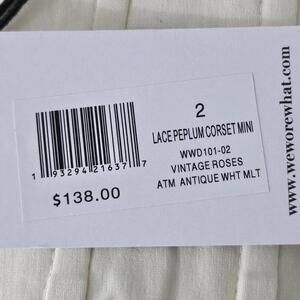 2
LACE PEPLUM CORSET MINI
WWD101-02
VINTAGE ROSES
ATM ANTIQUE WHT MLT
1 93294 21637 7
$138.00
www.weworewhat.com